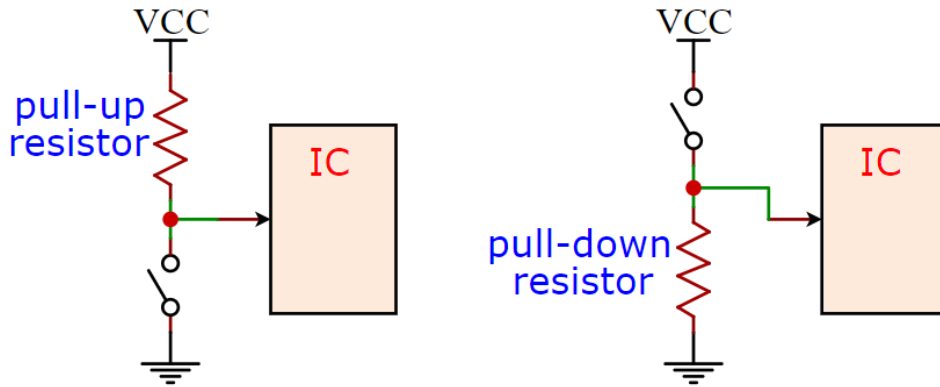 VCC
pull-up
resistor
IC
VCC
IC
pull-down
resistor